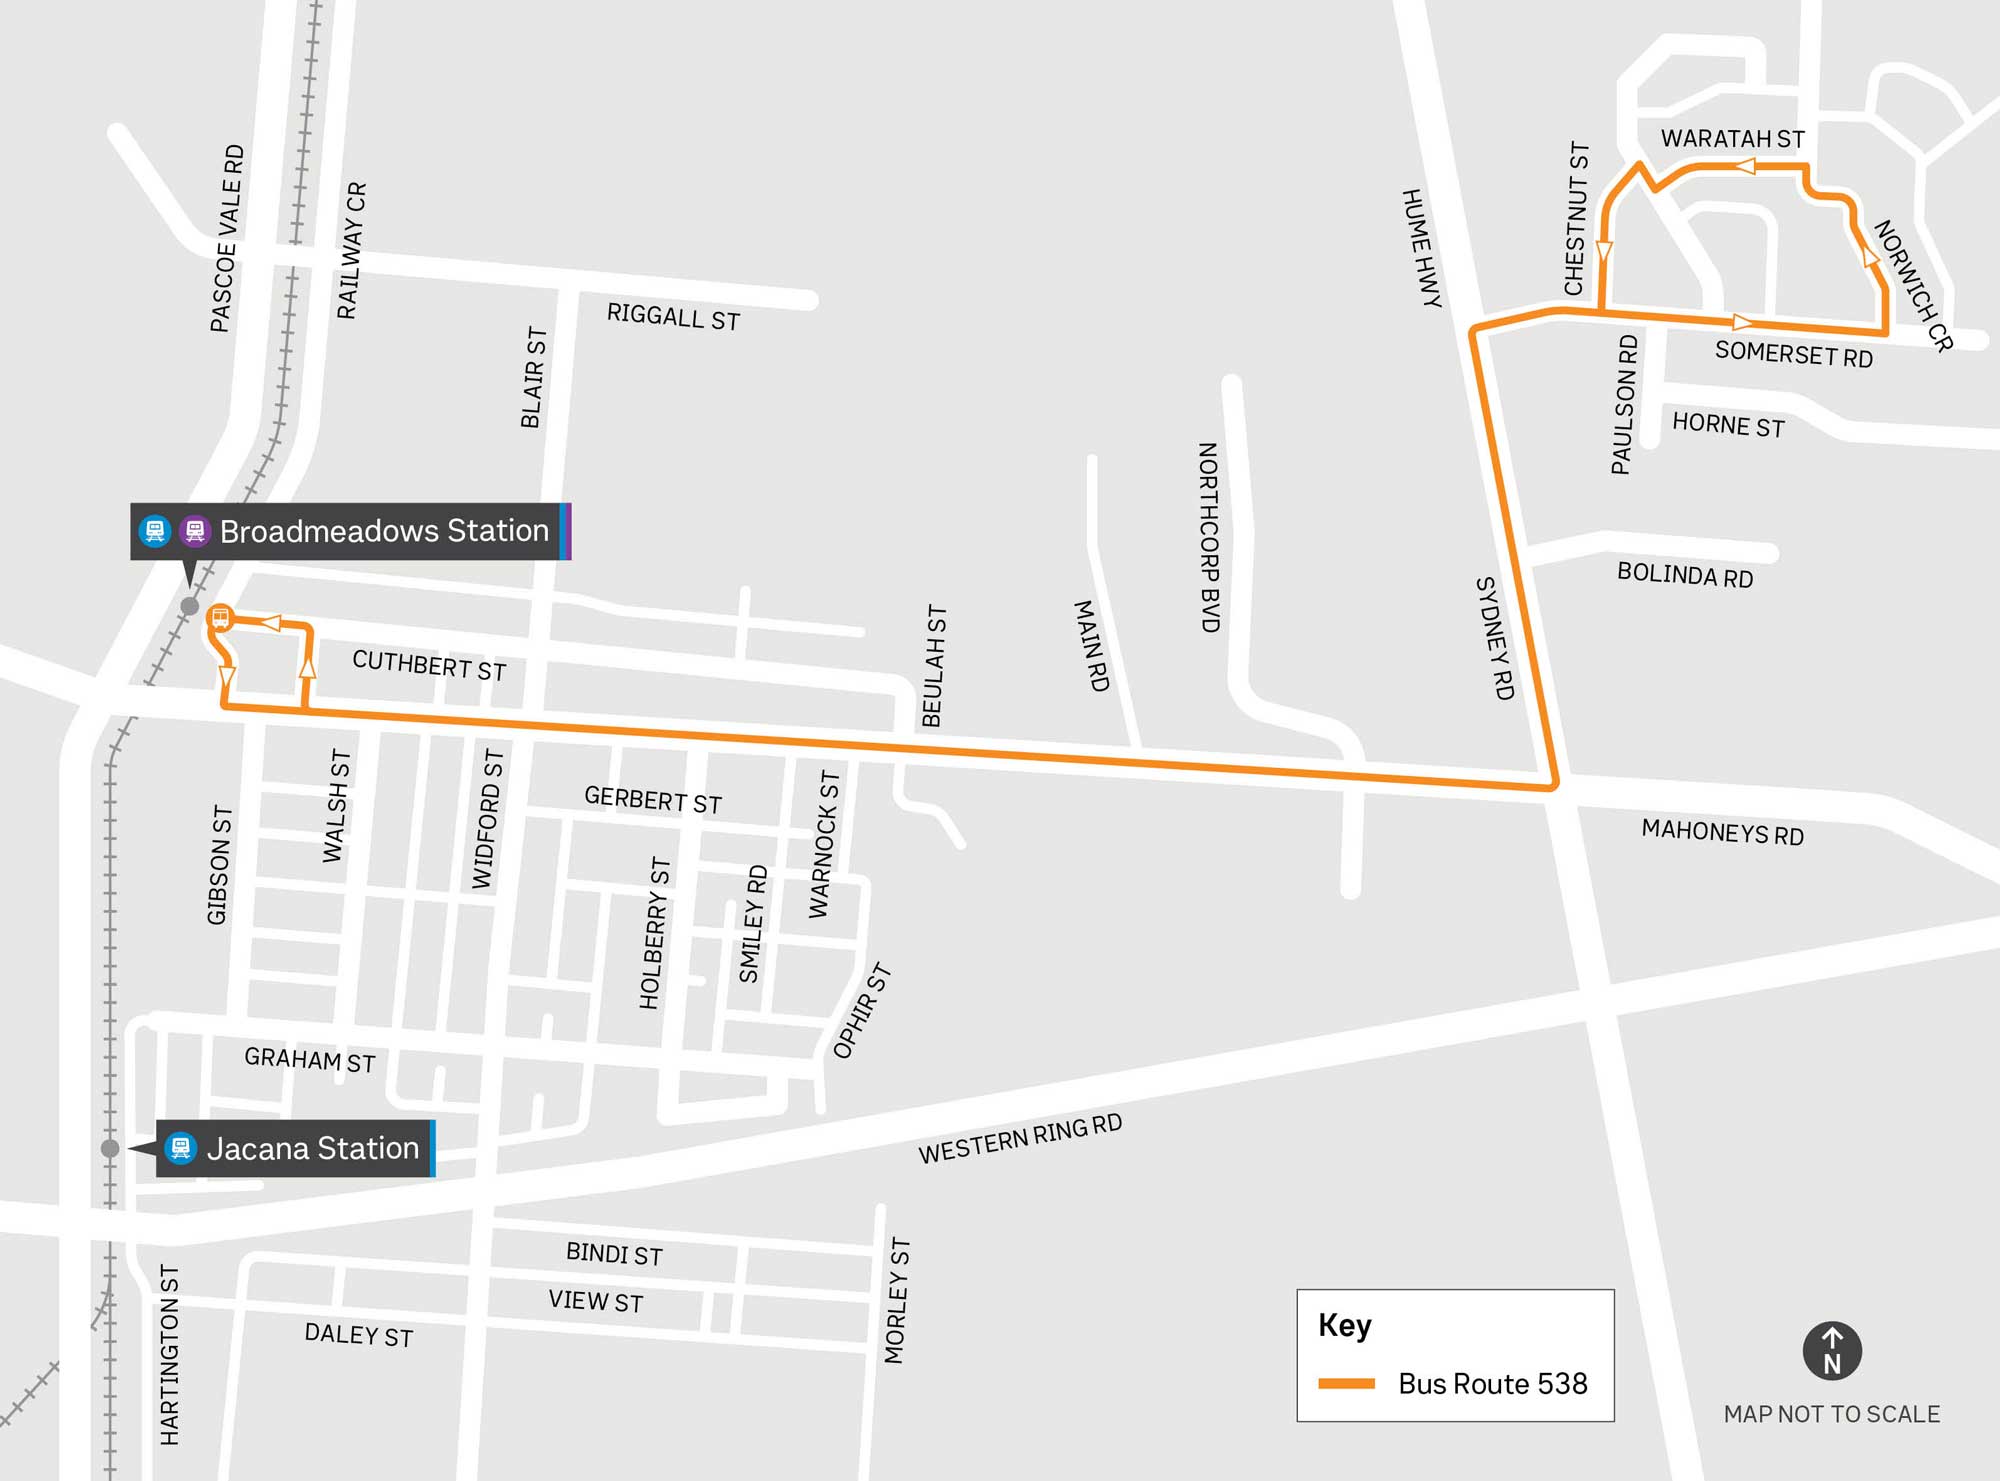 WARATAH ST
CHESTNUT ST
PASCOE VALE RD
RAILWAY CR
HUME HWY
NORWICH CR
RIGGALL ST
BLAIR ST
SOMERSET RD
PAULSON RD
HORNE ST
NORTHCORP BVD
Broadmeadows Station
BOLINDA RD
SYDNEY RD
MAIN RD
BEULAH ST
CUTHBERT ST
GERBERT ST
WALSH ST
WIDFORD ST
WARNOCK ST
MAHONEYS RD
GIBSON ST
HOLBERRY ST
SMILEY RD
OPHIR ST
GRAHAM ST
Jacana Station
WESTERN RING RD
BINDI ST
VIEW ST
DALEY ST
MORLEY ST
HARTINGTON ST
Key
Bus Route 538
N
MAP NOT TO SCALE